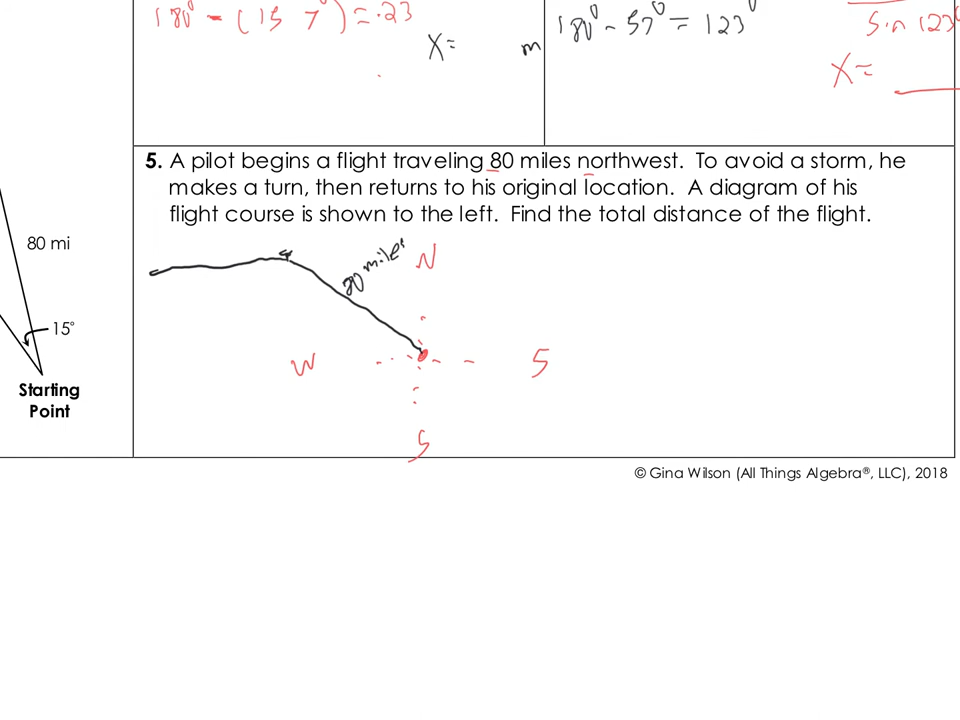 180° - (15 7°) = 23
X= m
180° - 57° = 123°
Sin 123°
X=
80 mi
15°
Starting
Point
5. A pilot begins a flight traveling 80 miles northwest. To avoid a storm, he
makes a turn, then returns to his original location. A diagram of his
flight course is shown to the left. Find the total distance of the flight.
80 miles
N
W
S
S
© Gina Wilson (All Things Algebra®, LLC), 2018